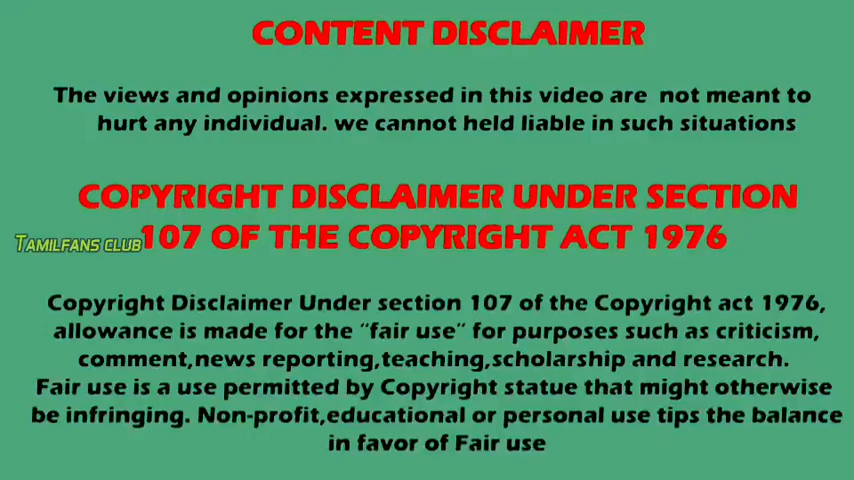 CONTENT DISCLAIMER
The views and opinions expressed in this video are not meant to
hurt any individual. we cannot held liable in such situations
COPYRIGHT DISCLAIMER UNDER SECTION
107 OF THE COPYRIGHT ACT 1976
TAMILFANS CLUB
Copyright Disclaimer Under section 107 of the Copyright act 1976,
allowance is made for the "fair use" for purposes such as criticism,
comment,news reporting,teaching,scholarship and research.
Fair use is a use permitted by Copyright statue that might otherwise
be infringing. Non-profit,educational or personal use tips the balance
in favor of Fair use